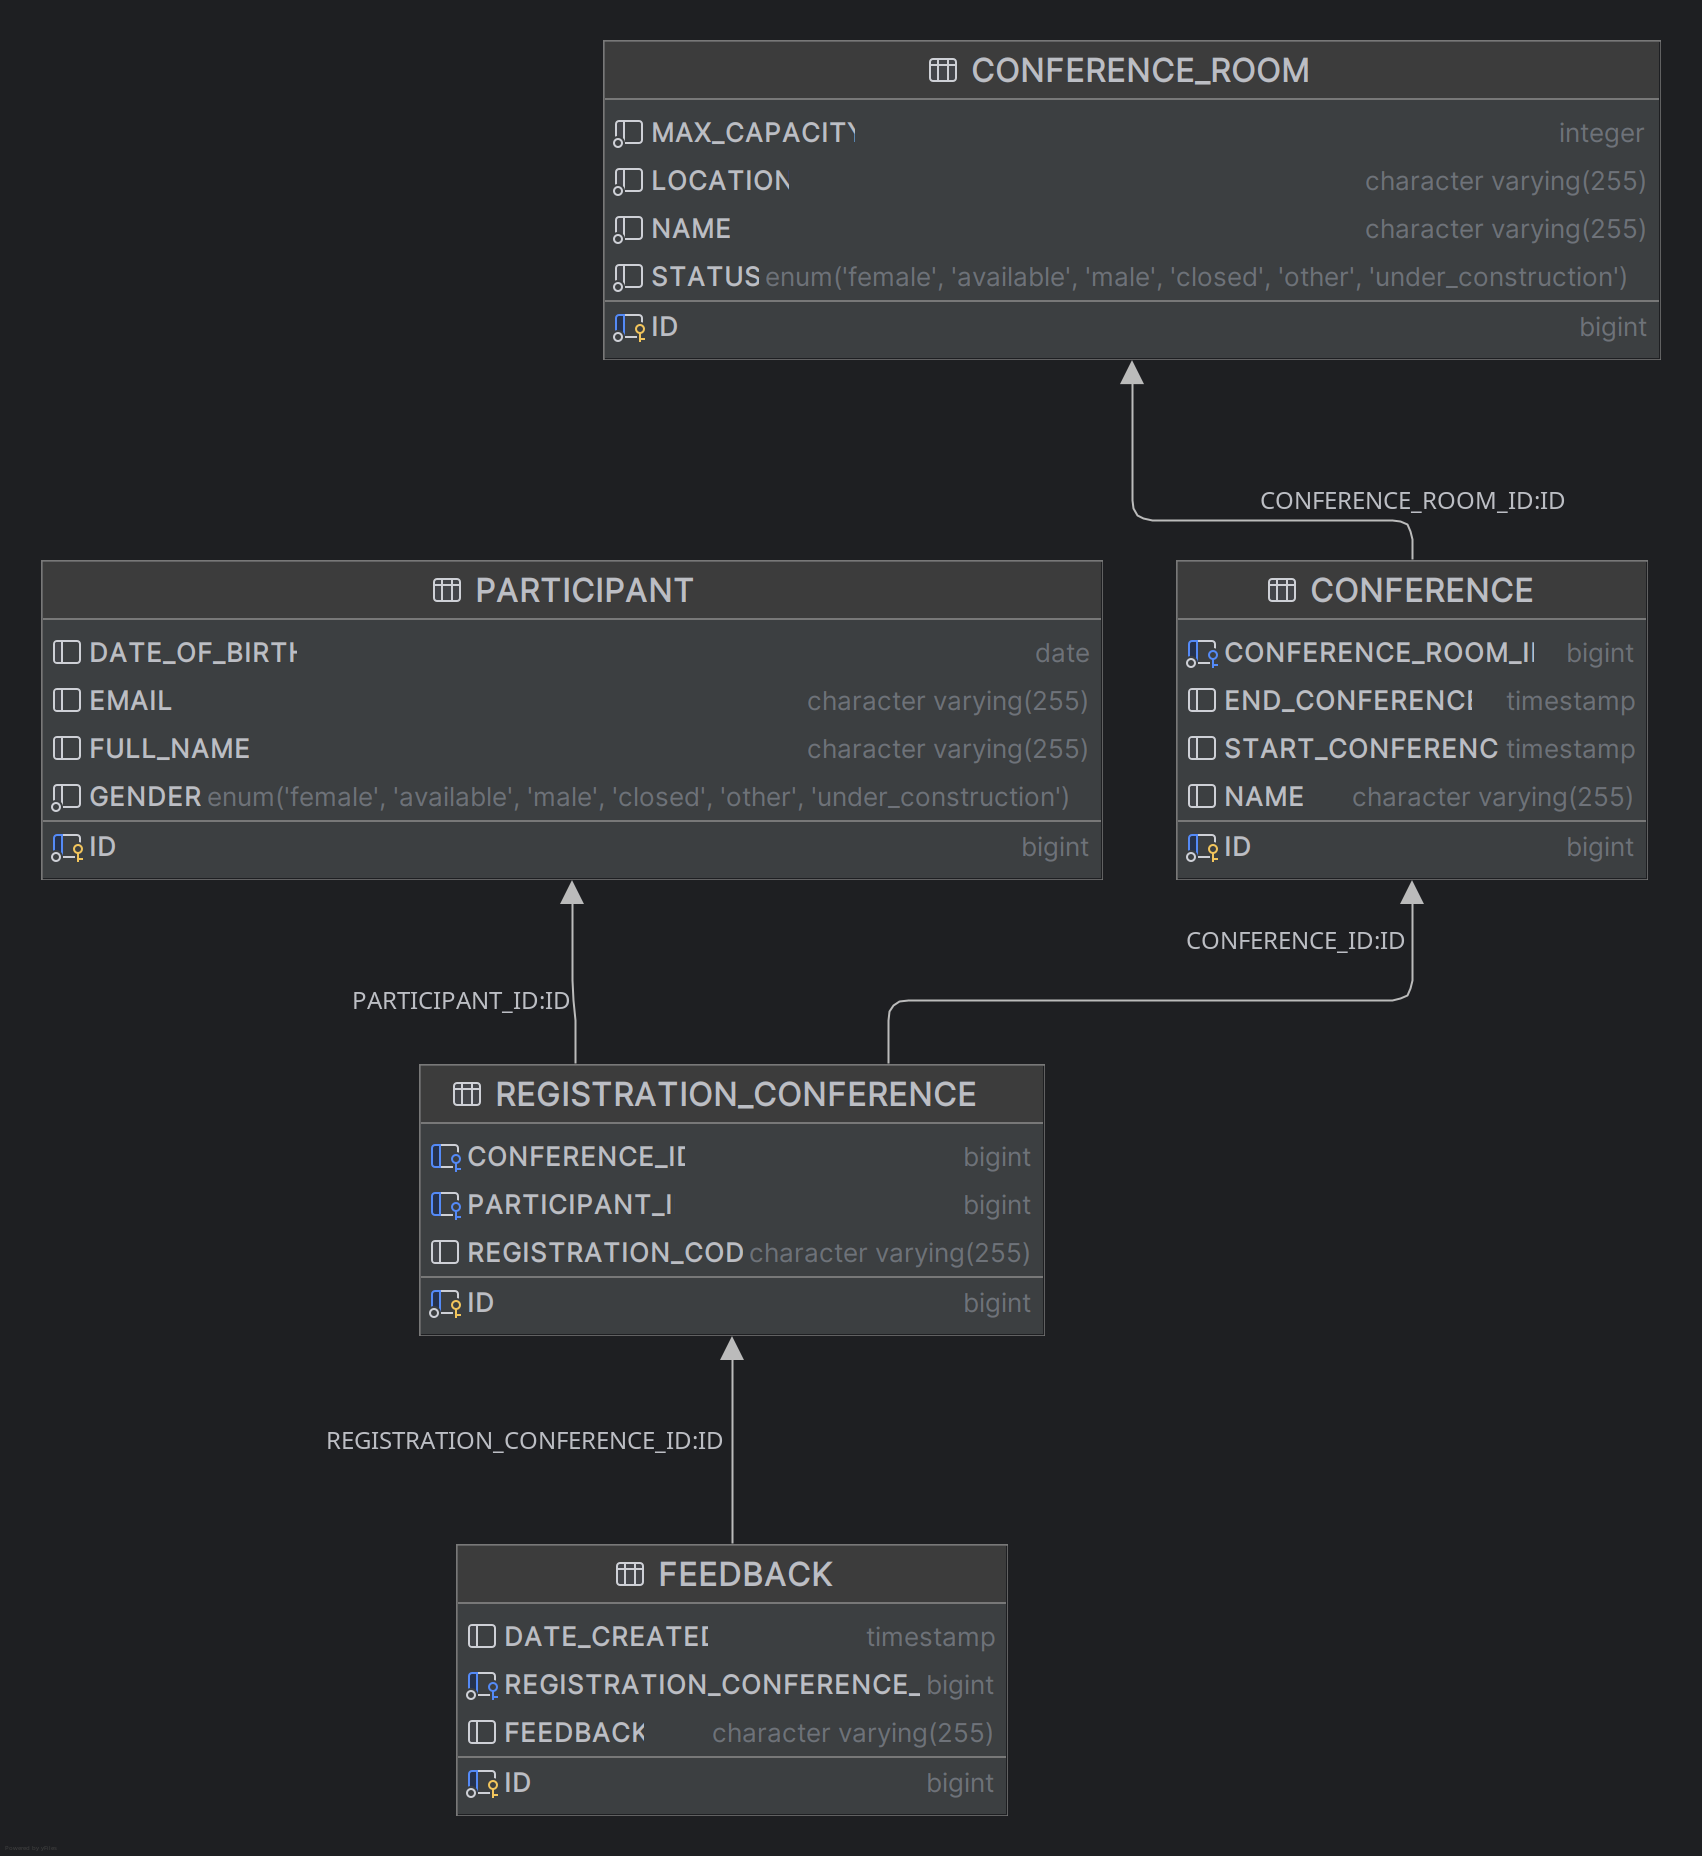 CONFERENCE_ROOM
MAX_CAPACITY integer
LOCATION character varying(255)
NAME character varying(255)
STATUS enum('female', 'available', 'male', 'closed', 'other', 'under_construction')
ID bigint
CONFERENCE_ROOM_ID:ID
PARTICIPANT
DATE_OF_BIRTH date
EMAIL character varying(255)
FULL_NAME character varying(255)
GENDER enum('female', 'available', 'male', 'closed', 'other', 'under_construction')
ID bigint
CONFERENCE
CONFERENCE_ROOM_I bigint
END_CONFERENCE timestamp
START_CONFERENC timestamp
NAME character varying(255)
ID bigint
CONFERENCE_ID:ID
PARTICIPANT_ID:ID
REGISTRATION_CONFERENCE
CONFERENCE_ID bigint
PARTICIPANT_I bigint
REGISTRATION_COD character varying(255)
ID bigint
REGISTRATION_CONFERENCE_ID:ID
FEEDBACK
DATE_CREATED timestamp
REGISTRATION_CONFERENCE_ bigint
FEEDBACK character varying(255)
ID bigint